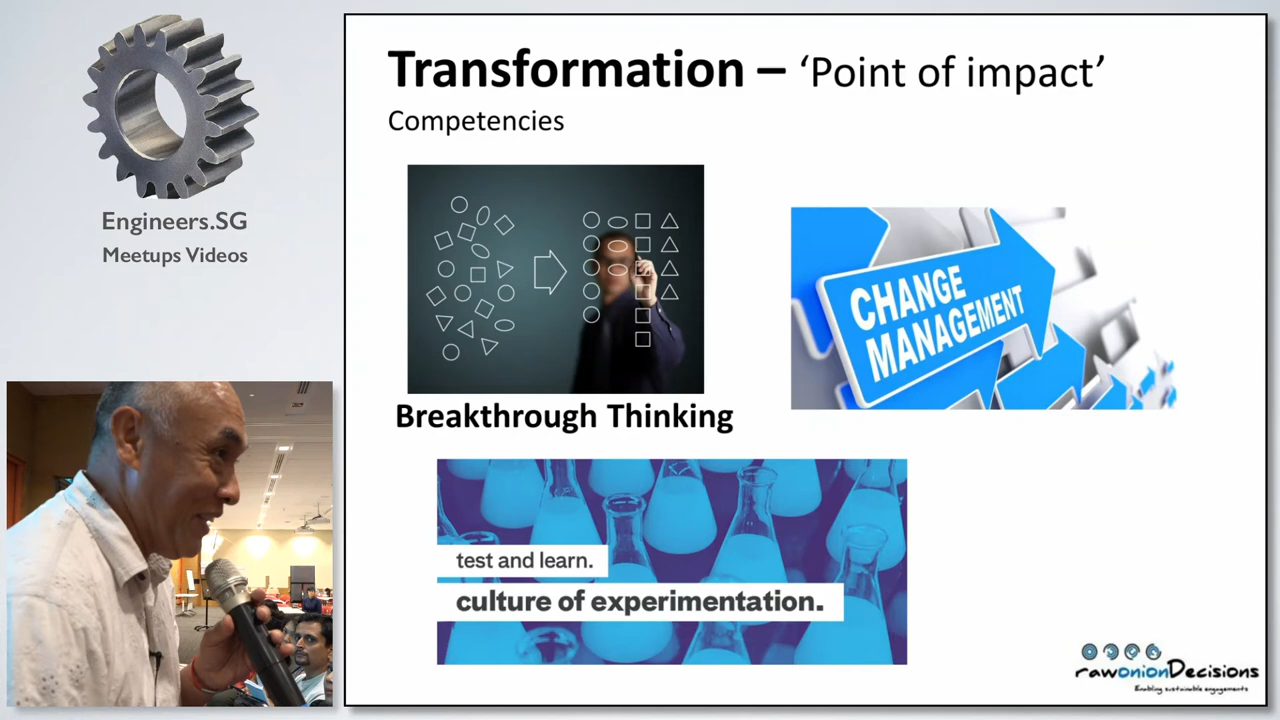 Engineers.SG
Meetups Videos
Transformation – ‘Point of impact’
Competencies
CHANGE
MANAGEMENT
Breakthrough Thinking
test and learn.
culture of experimentation.
rawonionDecisions
Enabling sustainable engagements